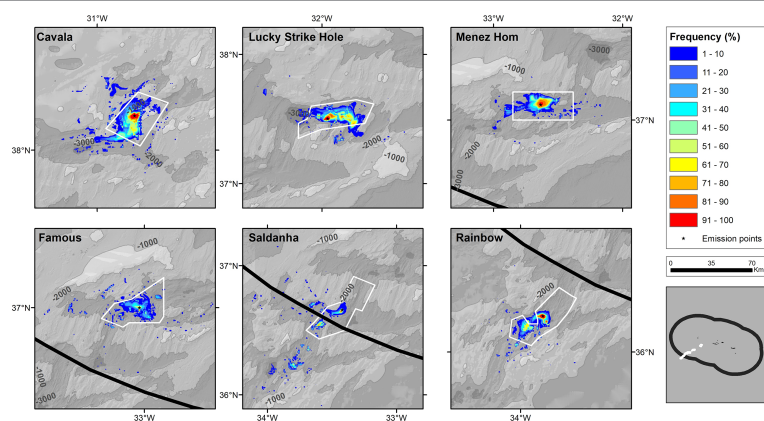 31°W
32°W
33°W
32°W
Cavala
Lucky Strike Hole
Menez Hom
38°N
38°N
-3000
-1000
-3000
-3000
-2000
-2000
-1000
-2000
-3000
37°N
37°N
Famous
Saldanha
Rainbow
-1000
-1000
-2000
-2000
-2000
37°N
37°N
36°N
36°N
-1000
-3000
-1000
33°W
34°W
33°W
34°W
Frequency (%)
1 - 10
11 - 20
21 - 30
31 - 40
41 - 50
51 - 60
61 - 70
71 - 80
81 - 90
91 - 100
Emission points
0 35 70
Km